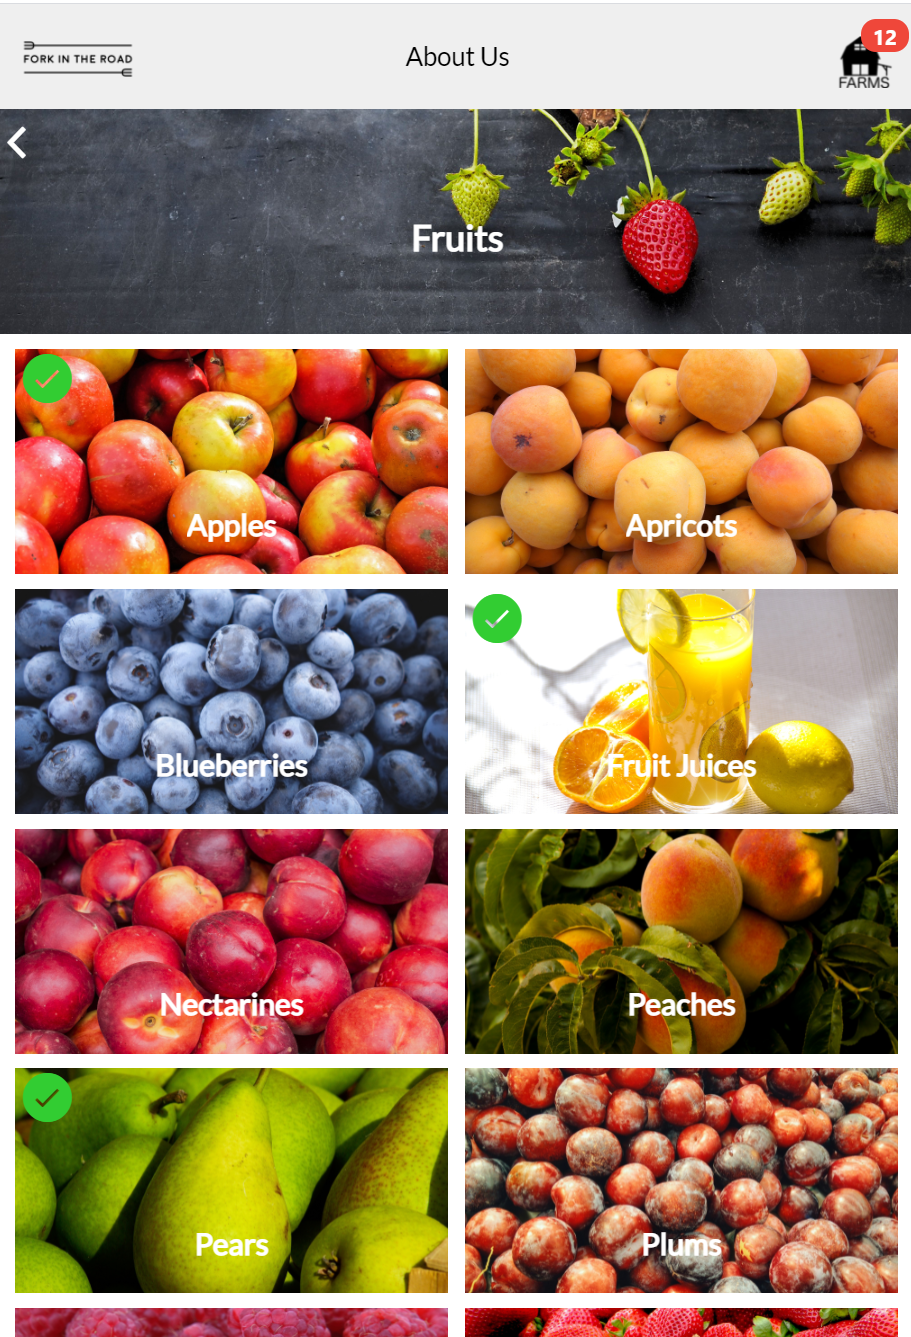 FORK IN THE ROAD
About Us
12
FARMS
Fruits
Apples
Apricots
Blueberries
Fruit Juices
Nectarines
Peaches
Pears
Plums